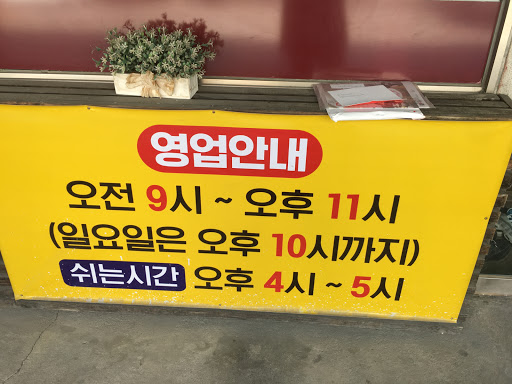 영업안내
오전 9시 ~ 오후 11시
(일요일은 오후 10시까지)
쉬는시간 오후 4시 ~ 5시